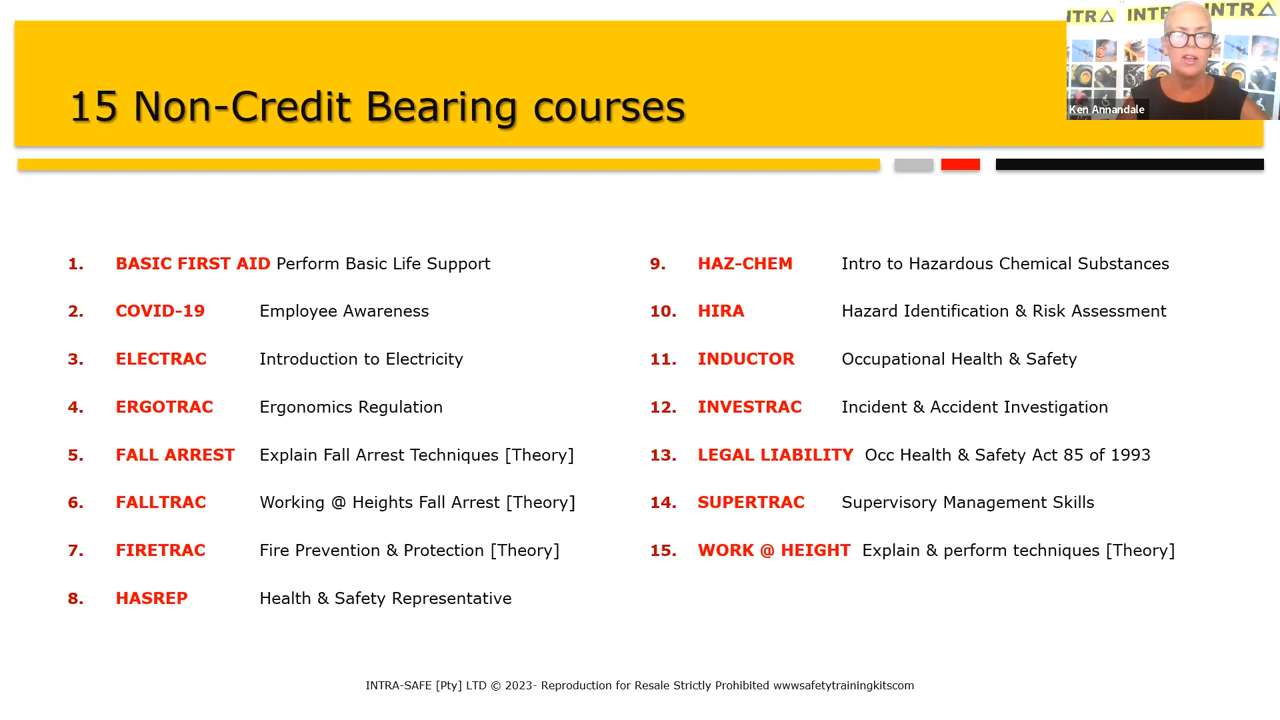 15 Non-Credit Bearing courses
INTRA
INTRA
INTRA
Ken Annandale
1. BASIC FIRST AID Perform Basic Life Support
2. COVID-19 Employee Awareness
3. ELECTRAC Introduction to Electricity
4. ERGOTRAC Ergonomics Regulation
5. FALL ARREST Explain Fall Arrest Techniques [Theory]
6. FALLTRAC Working @ Heights Fall Arrest [Theory]
7. FIRETRAC Fire Prevention & Protection [Theory]
8. HASREP Health & Safety Representative
9. HAZ-CHEM Intro to Hazardous Chemical Substances
10. HIRA Hazard Identification & Risk Assessment
11. INDUCTOR Occupational Health & Safety
12. INVESTRAC Incident & Accident Investigation
13. LEGAL LIABILITY Occ Health & Safety Act 85 of 1993
14. SUPERTRAC Supervisory Management Skills
15. WORK @ HEIGHT Explain & perform techniques [Theory]
INTRA-SAFE [Pty] LTD © 2023- Reproduction for Resale Strictly Prohibited wwwsafetytrainingkitscom